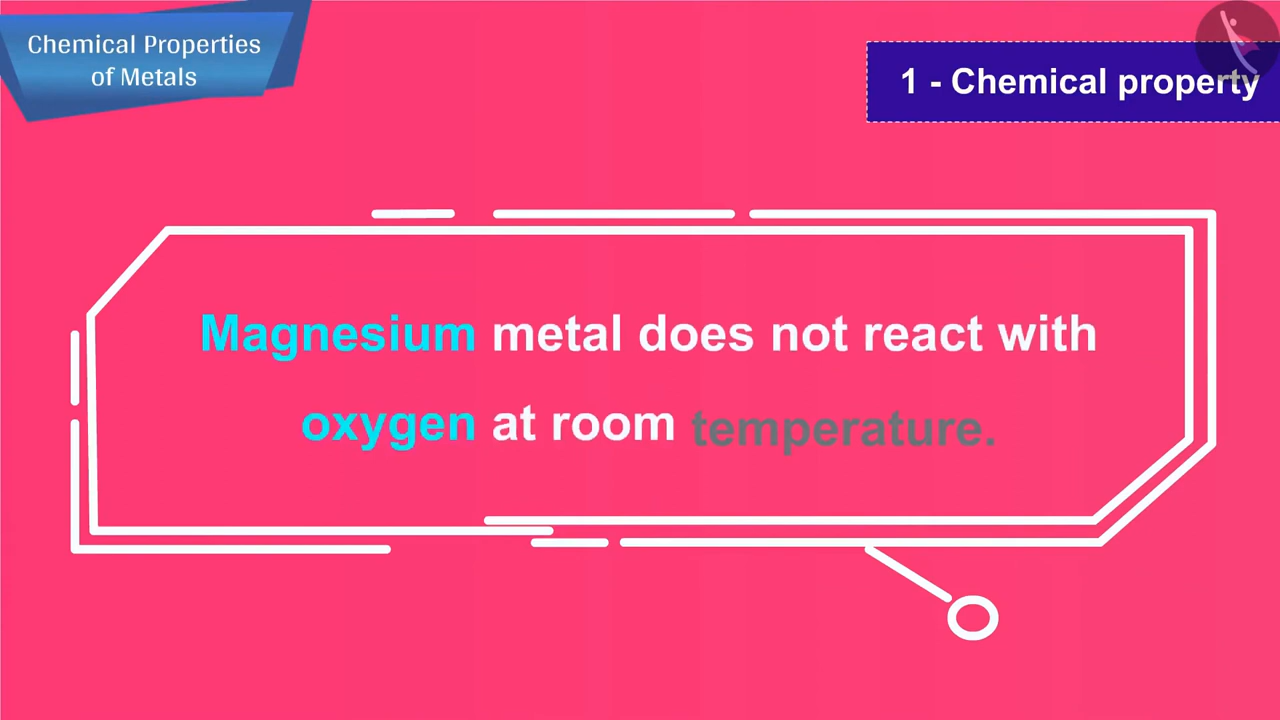 Chemical Properties
of Metals
1 - Chemical property
Magnesium metal does not react with
oxygen at room temperature.